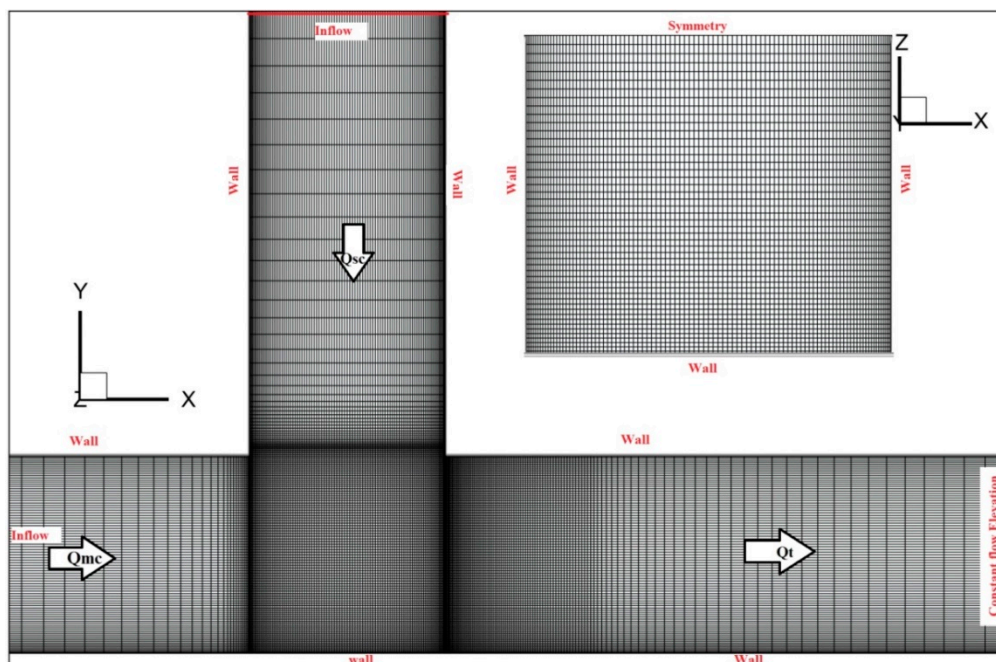 Inflow
Symmetry
Z
X
Y
Wall
Wall
Wall
Wall
Qsc
Wall
Y
Z
X
Wall
Wall
Inflow
Qmc
Qt
Constant flow Elevation
wall
Wall